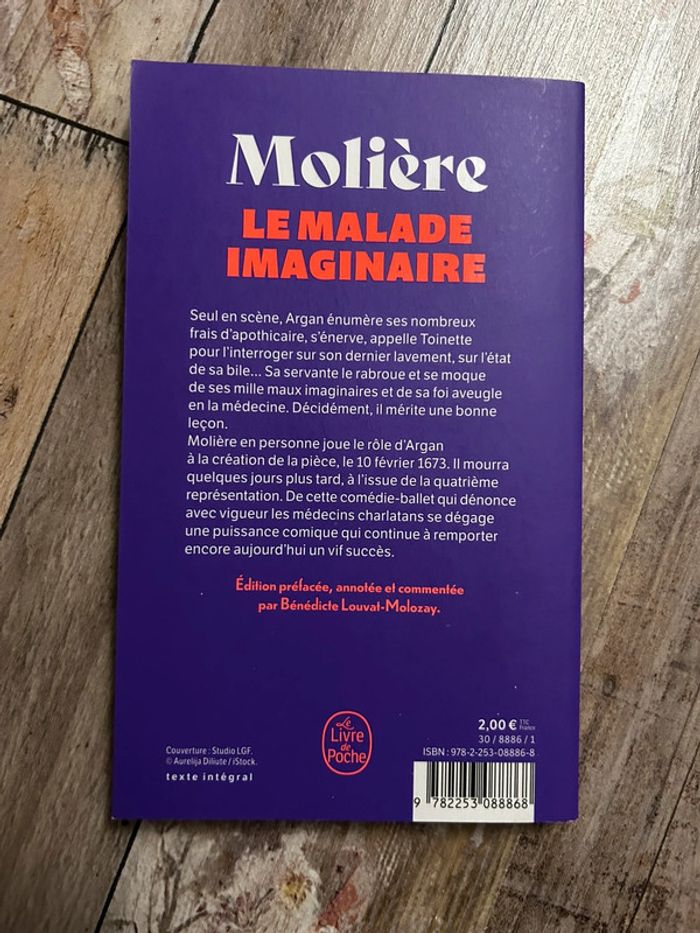 Molière
LE MALADE
IMAGINAIRE
Seul en scène, Argan énumère ses nombreux
frais d'apothicaire, s'énerve, appelle Toinette
pour l'interroger sur son dernier lavement, sur l'état
de sa bile... Sa servante le rabroue et se moque
de ses mille maux imaginaires et de sa foi aveugle
en la médecine. Décidément, il mérite une bonne
leçon.
Molière en personne joue le rôle d'Argan
à la création de la pièce, le 10 février 1673. Il mourra
quelques jours plus tard, à l'issue de la quatrième
représentation. De cette comédie-ballet qui dénonce
avec vigueur les médecins charlatans se dégage
une puissance comique qui continue à remporter
encore aujourd'hui un vif succès.
Édition préfacée, annotée et commentée
par Bénédicte Louvat-Molozay.
Le
Livre
de
Poche
Couverture : Studio LGF.
© Aurelija Diliute / iStock.
texte intégral
2,00 € TTC
France
30 / 8886 / 1
ISBN : 978-2-253-08886-8
9 782253 088868